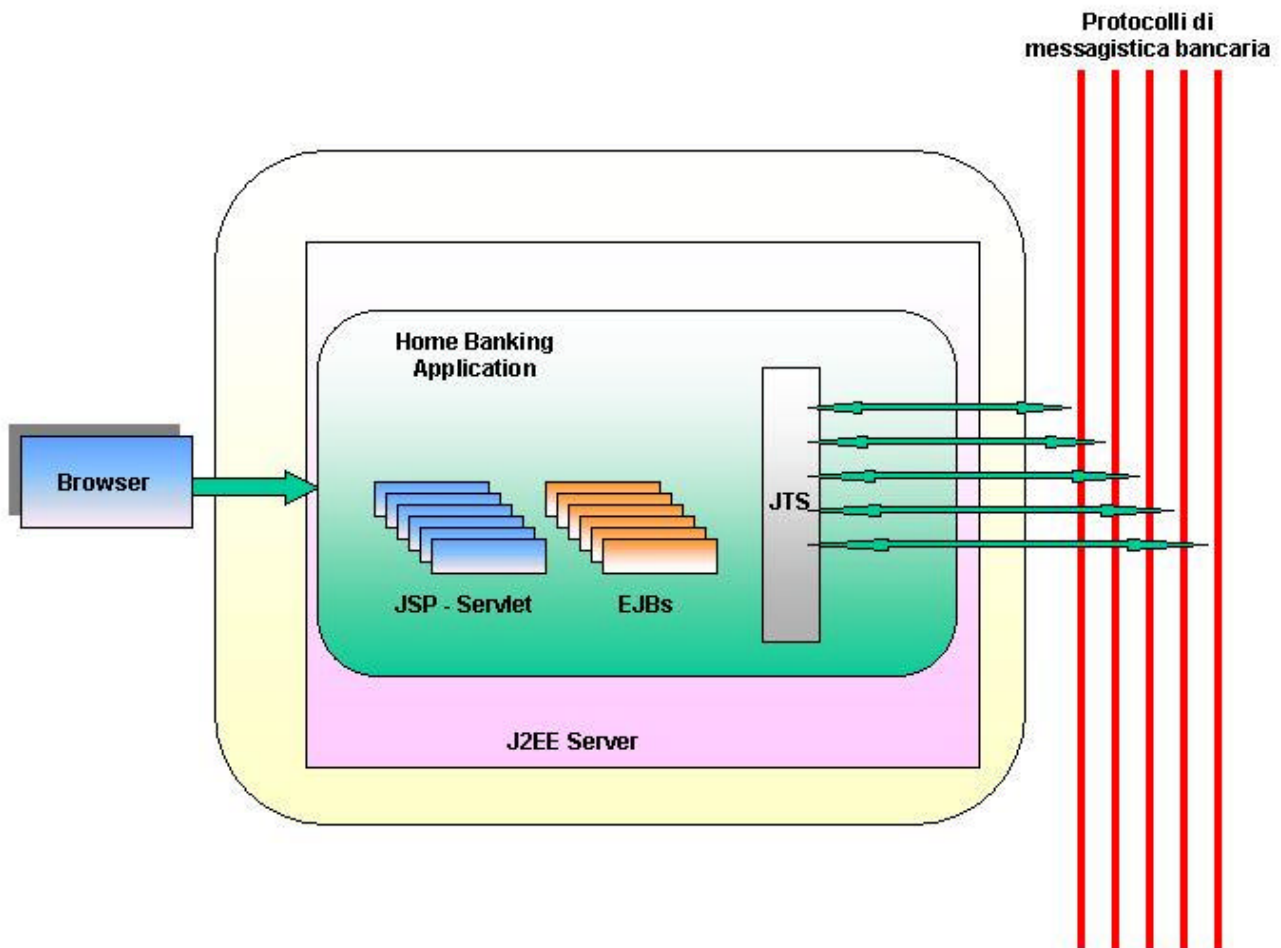 Protocolli di
messagistica bancaria
Home Banking
Application
Browser
JTS
JSP - Servlet
EJBs
J2EE Server